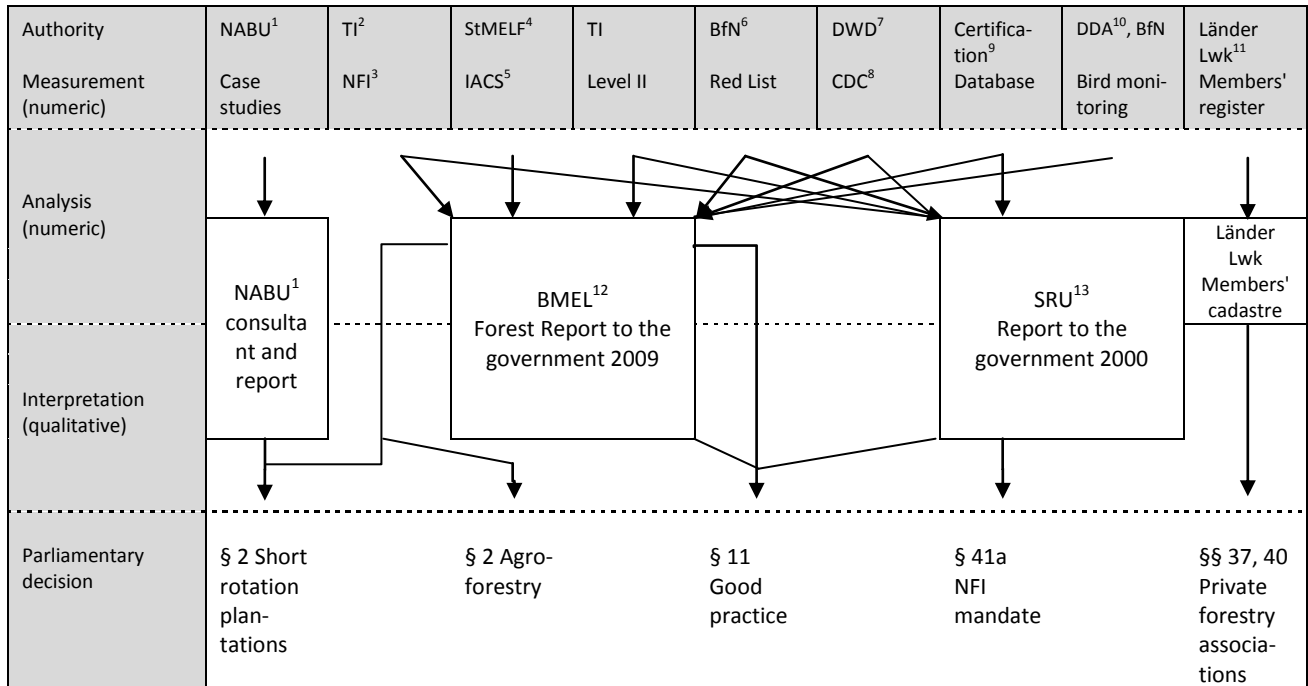 Authority
NABU¹
TI²
StMELF⁴
TI
BfN⁶
DWD⁷
Certifica-
tion⁹
DDA¹⁰, BfN
Länder
Lwk¹¹
Measurement
(numeric)
Case
studies
NFI³
IACS⁵
Level II
Red List
CDC⁸
Database
Bird moni-
toring
Members'
register
Analysis
(numeric)
NABU¹
consulta
nt and
report
BMEL¹²
Forest Report to the
government 2009
SRU¹³
Report to the
government 2000
Länder
Lwk
Members'
cadastre
Interpretation
(qualitative)
Parliamentary
decision
§ 2 Short
rotation
plan-
tations
§ 2 Agro-
forestry
§ 11
Good
practice
§ 41a
NFI
mandate
§§ 37, 40
Private
forestry
associa-
tions